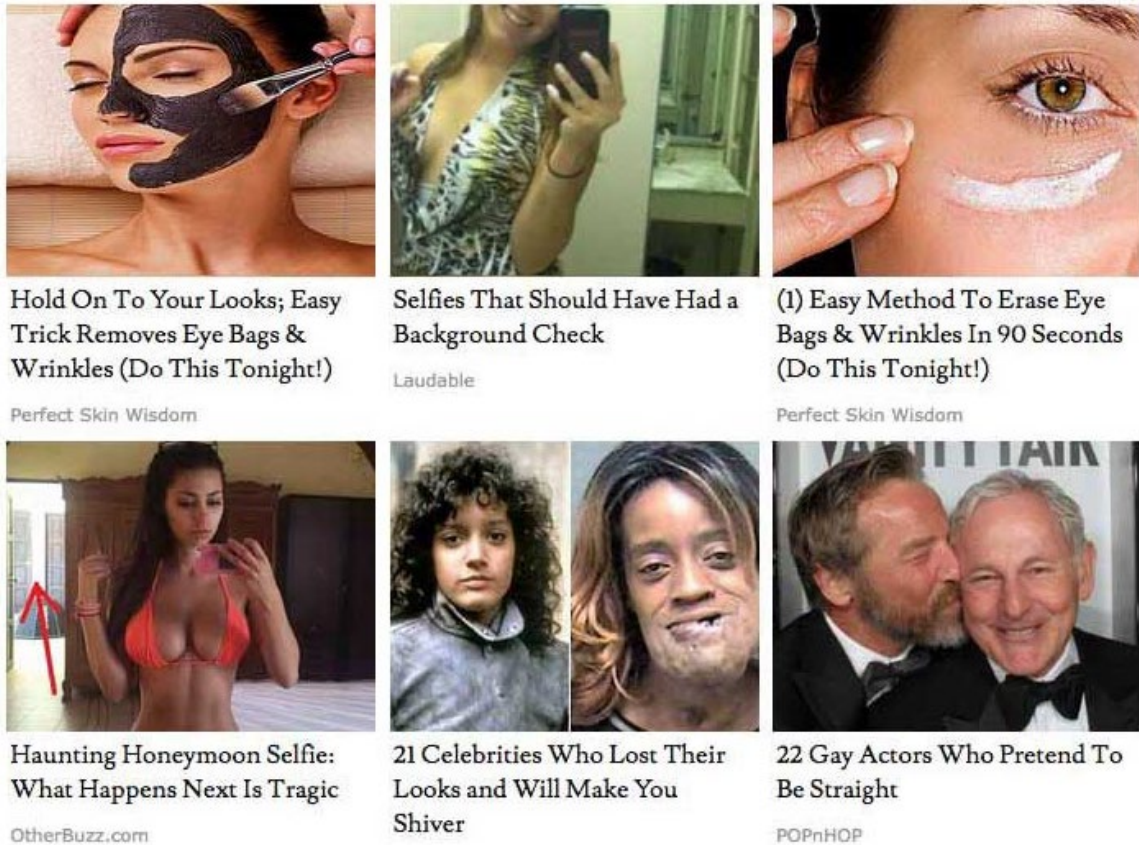 Hold On To Your Looks; Easy
Trick Removes Eye Bags &
Wrinkles (Do This Tonight!)
Perfect Skin Wisdom
Selfies That Should Have Had a
Background Check
Laudable
(1) Easy Method To Erase Eye
Bags & Wrinkles In 90 Seconds
(Do This Tonight!)
Perfect Skin Wisdom
VANITY FAIR
Haunting Honeymoon Selfie:
What Happens Next Is Tragic
OtherBuzz.com
21 Celebrities Who Lost Their
Looks and Will Make You
Shiver
22 Gay Actors Who Pretend To
Be Straight
POPnHOP